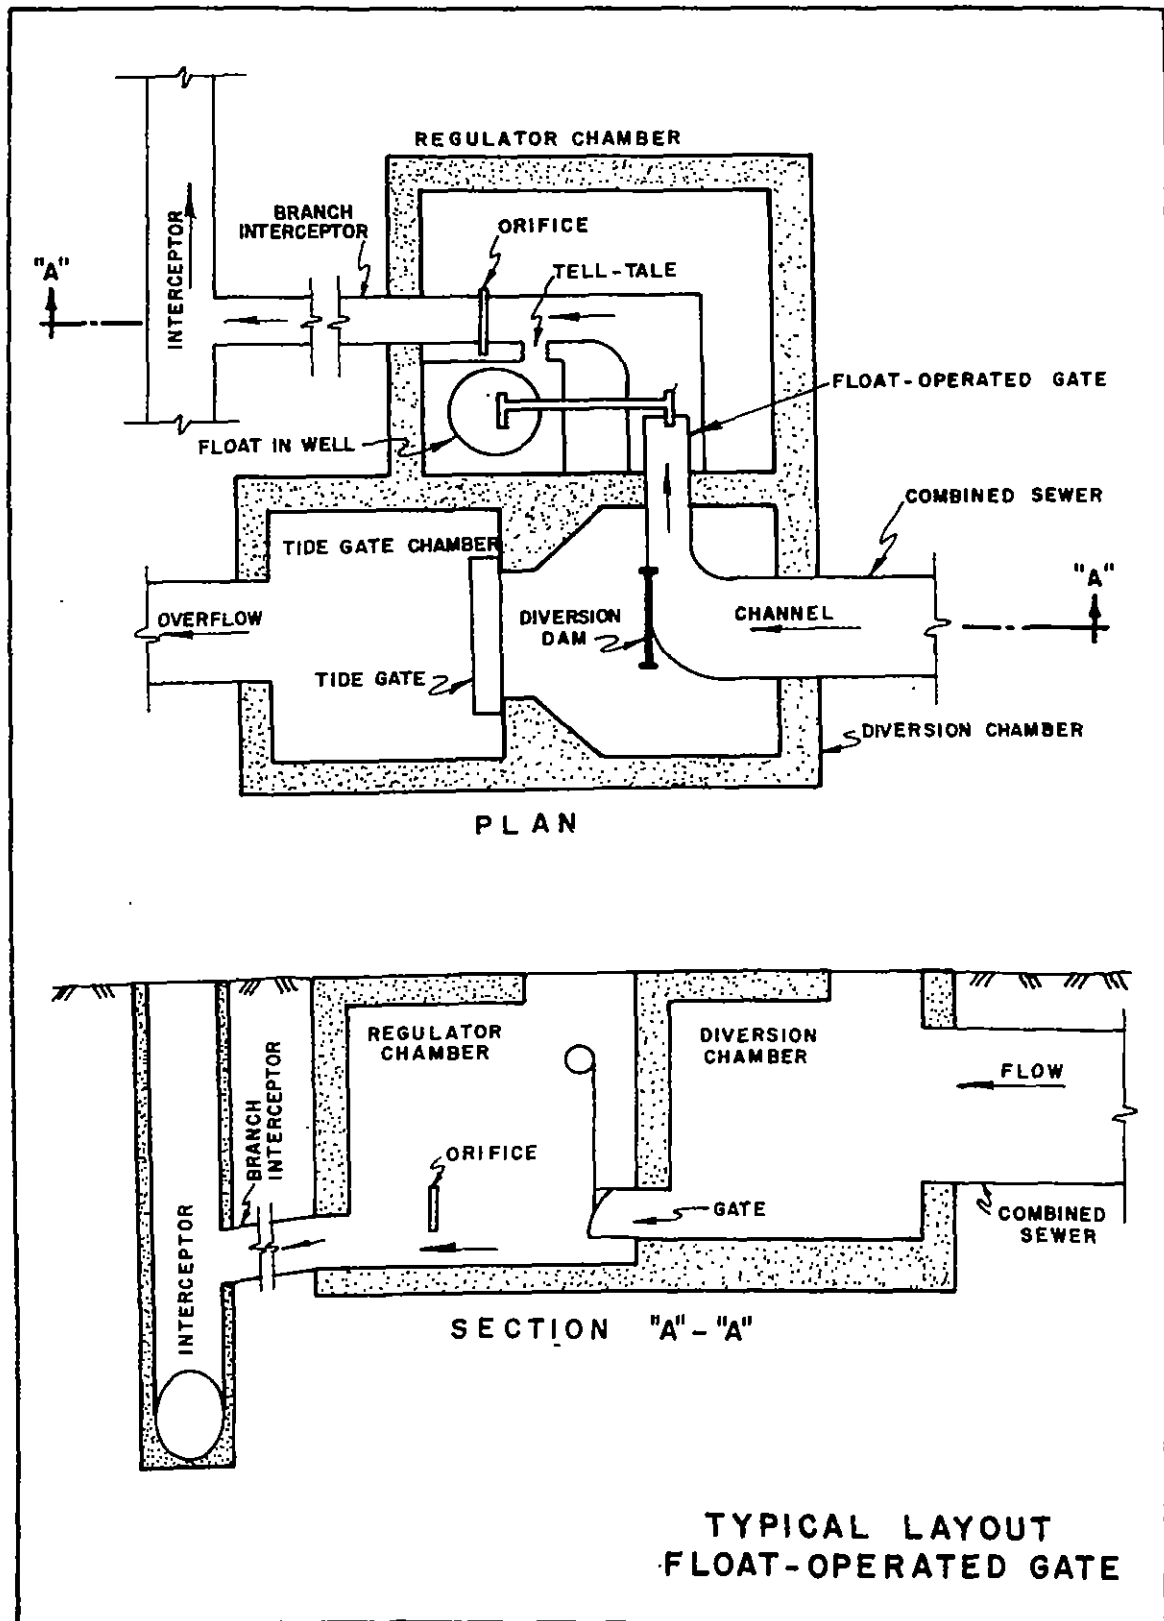 REGULATOR CHAMBER
BRANCH
INTERCEPTOR
ORIFICE
TELL-TALE
"A"
INTERCEPTOR
FLOAT-OPERATED GATE
FLOAT IN WELL
COMBINED SEWER
TIDE GATE CHAMBER
"A"
OVERFLOW
DIVERSION
DAM
CHANNEL
TIDE GATE
DIVERSION CHAMBER
PLAN
REGULATOR
CHAMBER
DIVERSION
CHAMBER
FLOW
BRANCH
INTERCEPTOR
ORIFICE
GATE
COMBINED
SEWER
INTERCEPTOR
SECTION "A"-"A"
TYPICAL LAYOUT
FLOAT-OPERATED GATE